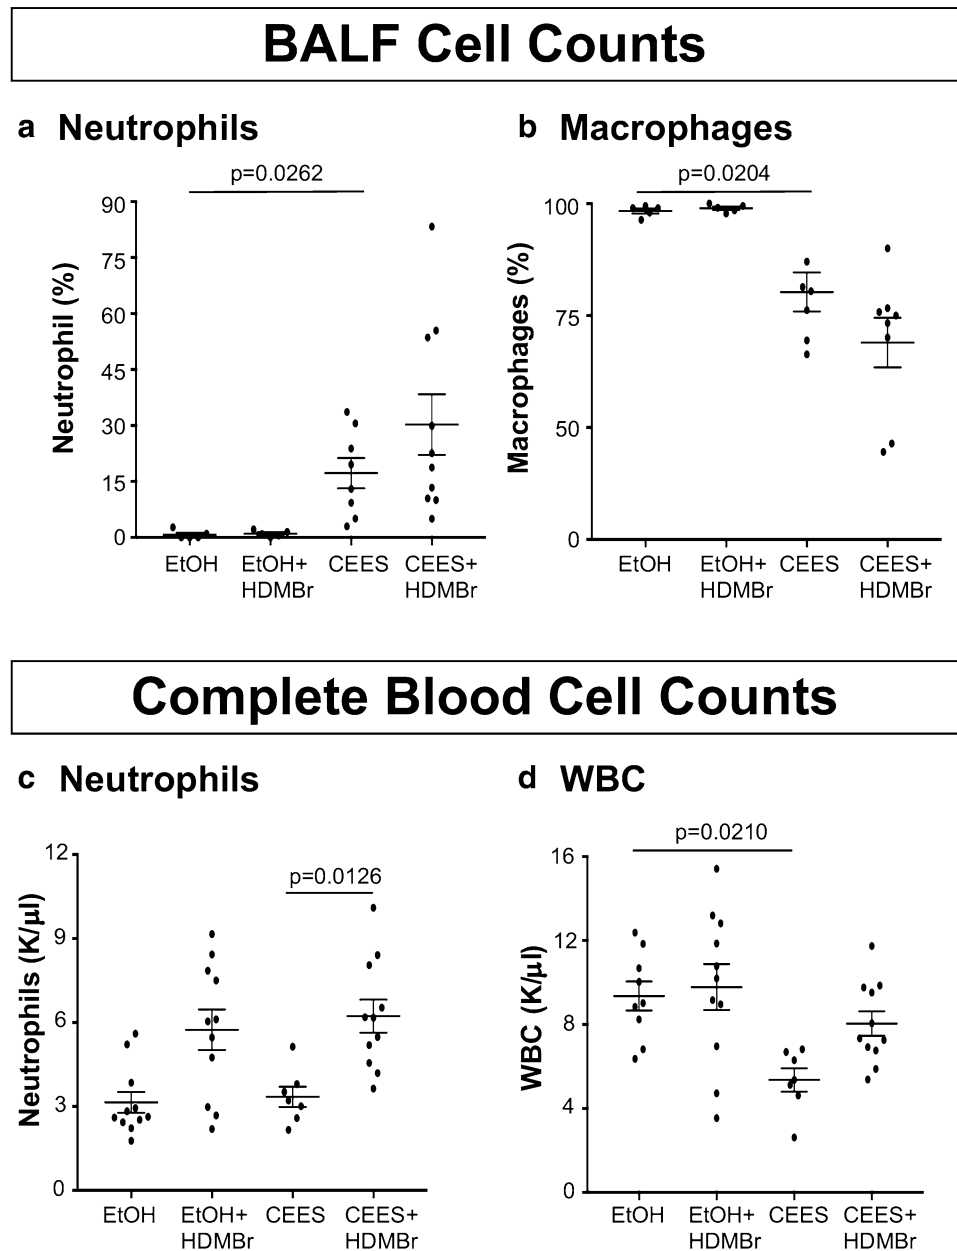 BALF Cell Counts
a Neutrophils
b Macrophages
p=0.0262
p=0.0204
Neutrophil (%)
90
75
60
45
30
15
0
EtOH
EtOH+
HDMBr
CEES
CEES+
HDMBr
Macrophages (%)
100
75
50
0
EtOH
EtOH+
HDMBr
CEES
CEES+
HDMBr
Complete Blood Cell Counts
c Neutrophils
d WBC
p=0.0126
p=0.0210
Neutrophils (K/µl)
12
9
6
3
0
EtOH
EtOH+
HDMBr
CEES
CEES+
HDMBr
WBC (K/µl)
16
12
8
4
0
EtOH
EtOH+
HDMBr
CEES
CEES+
HDMBr